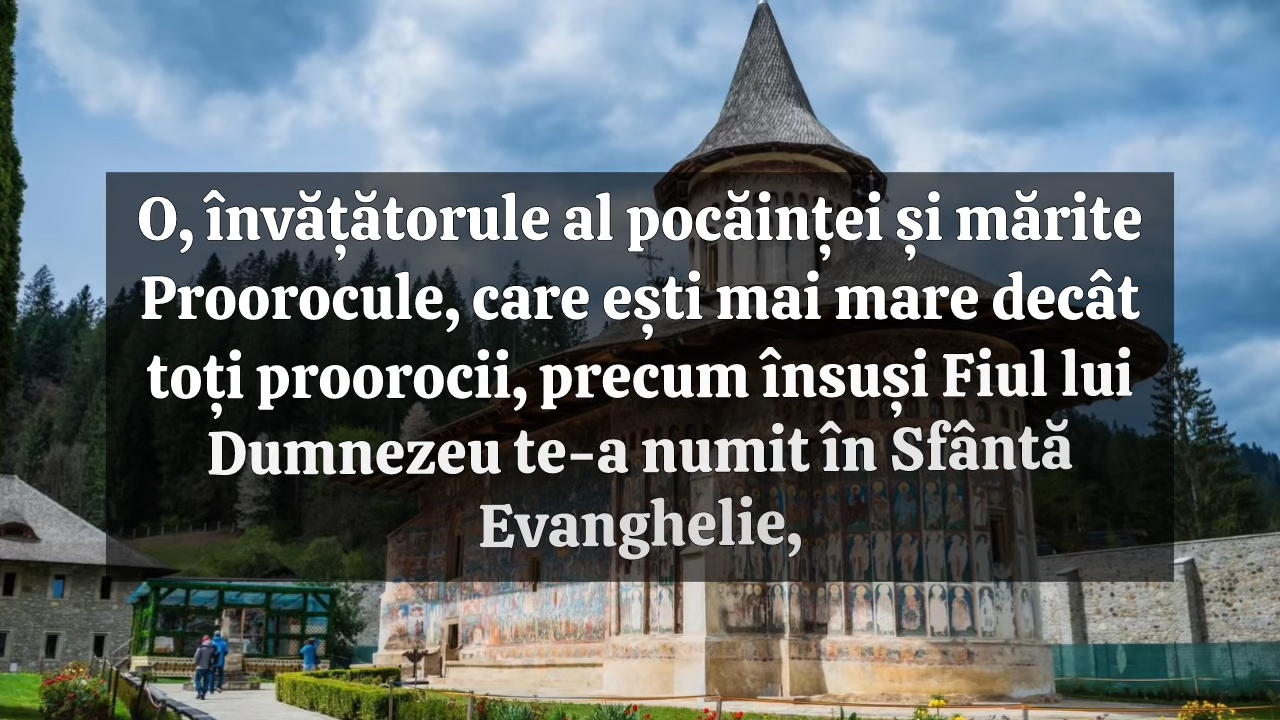 O, învățătorule al pocăinței și mărite
Proorocule, care ești mai mare decât
toți proorocii, precum însuși Fiul lui
Dumnezeu te-a numit în Sfântă
Evanghelie,